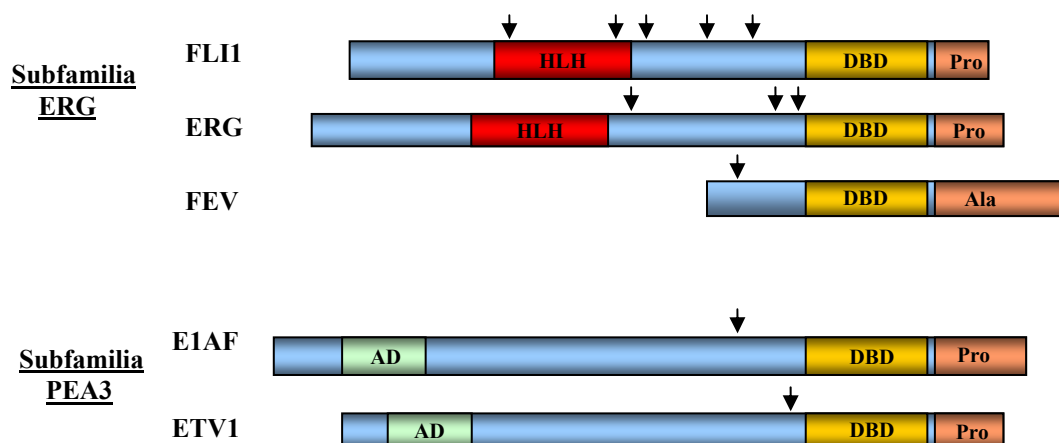 FLI1 HLH DBD Pro
Subfamilia
ERG
ERG HLH DBD Pro
FEV DBD Ala
E1AF AD DBD Pro
Subfamilia
PEA3
ETV1 AD DBD Pro